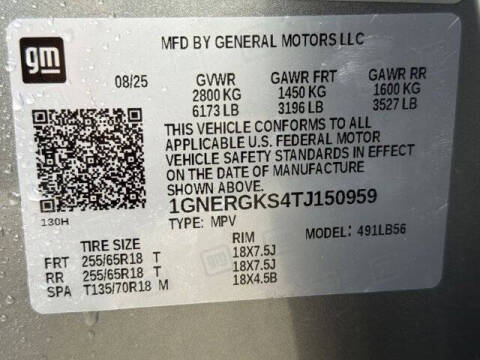 gm
MFD BY GENERAL MOTORS LLC
08/25 GVWR GAWR FRT GAWR RR
2800 KG 1450 KG 1600 KG
6173 LB 3196 LB 3527 LB
THIS VEHICLE CONFORMS TO ALL
APPLICABLE U.S. FEDERAL MOTOR
VEHICLE SAFETY STANDARDS IN EFFECT
ON THE DATE OF MANUFACTURE
SHOWN ABOVE.
130H
1GNERGKS4TJ150959
TYPE: MPV MODEL: 491LB56
TIRE SIZE RIM
FRT 255/65R18 T 18X7.5J
RR 255/65R18 T 18X7.5J
SPA T135/70R18 M 18X4.5B